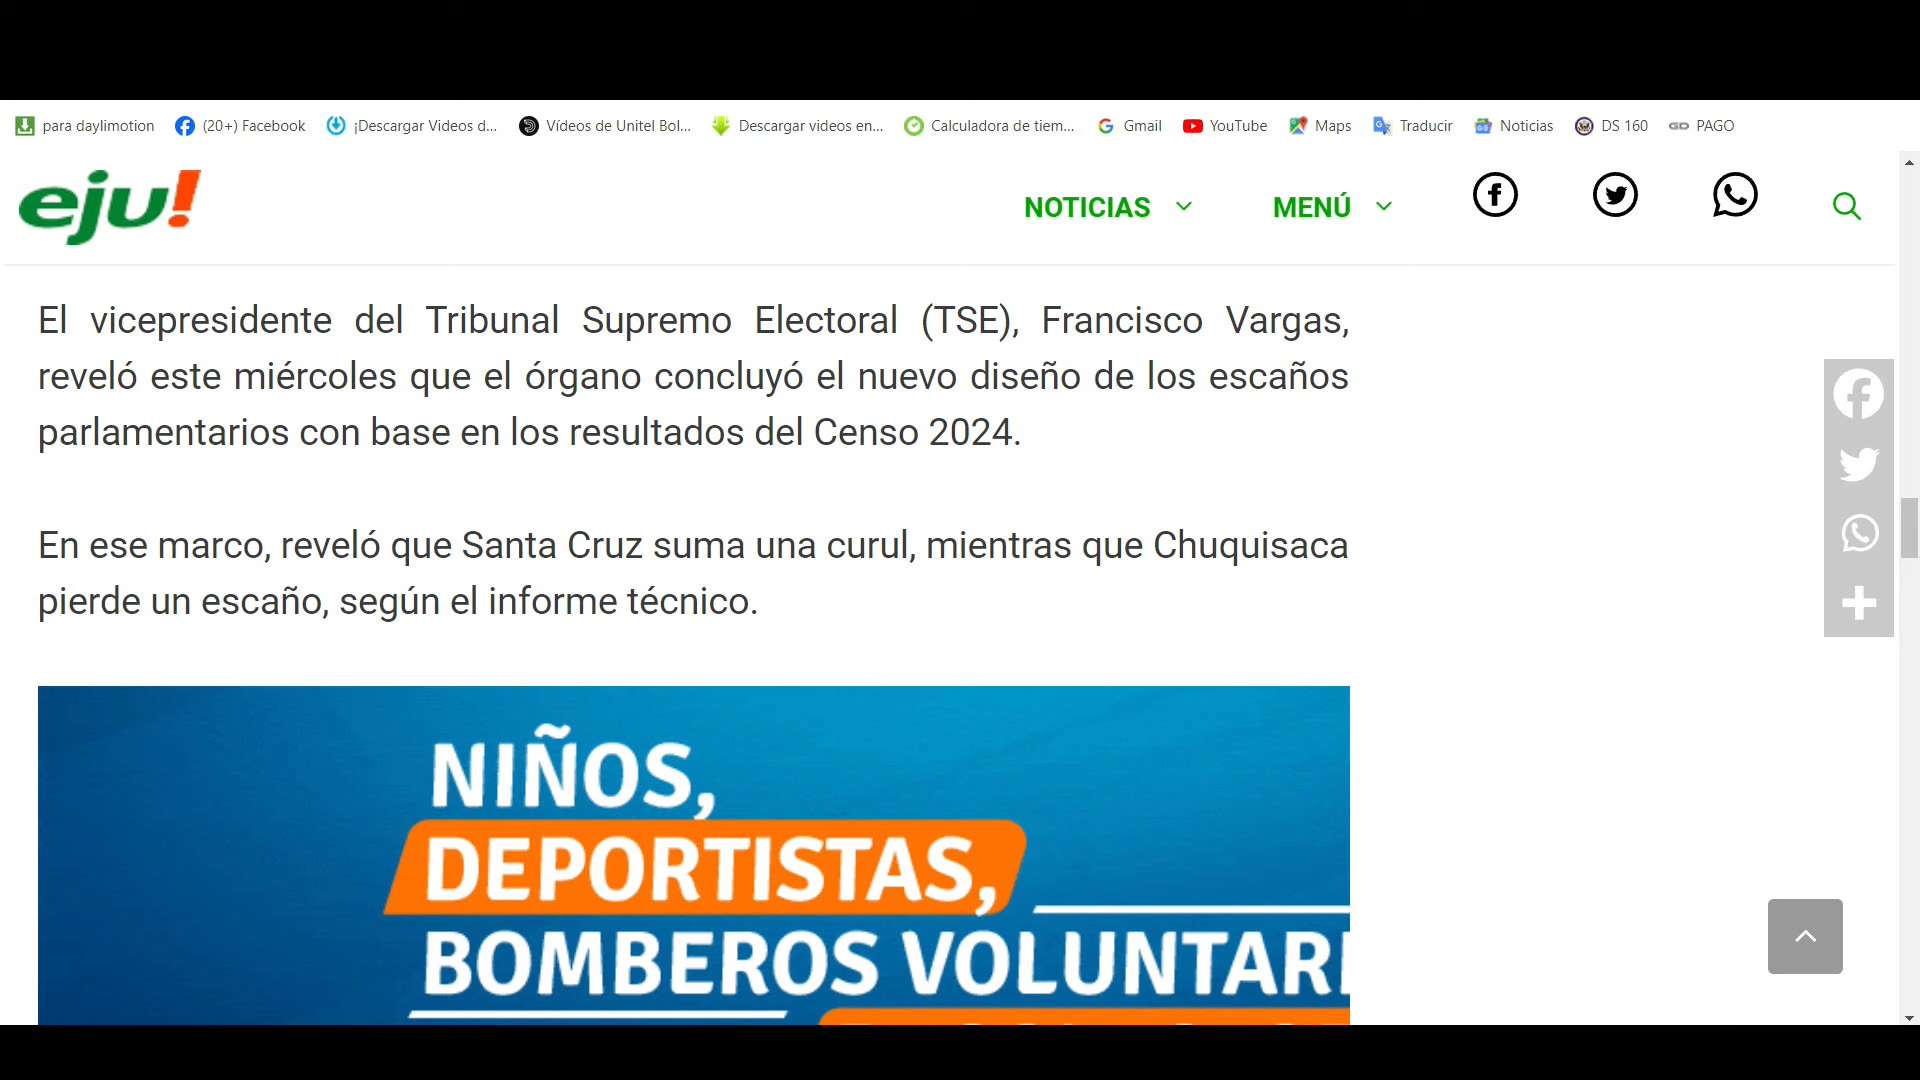 para daylimotion (20+) Facebook ¡Descargar Videos d... Vídeos de Unitel Bol... Descargar videos en... Calculadora de tiem... Gmail YouTube Maps Traducir Noticias DS 160 PAGO
eju!
NOTICIAS MENÚ
El vicepresidente del Tribunal Supremo Electoral (TSE), Francisco Vargas,
reveló este miércoles que el órgano concluyó el nuevo diseño de los escaños
parlamentarios con base en los resultados del Censo 2024.
En ese marco, reveló que Santa Cruz suma una curul, mientras que Chuquisaca
pierde un escaño, según el informe técnico.
NIÑOS,
DEPORTISTAS,
BOMBEROS VOLUNTARI